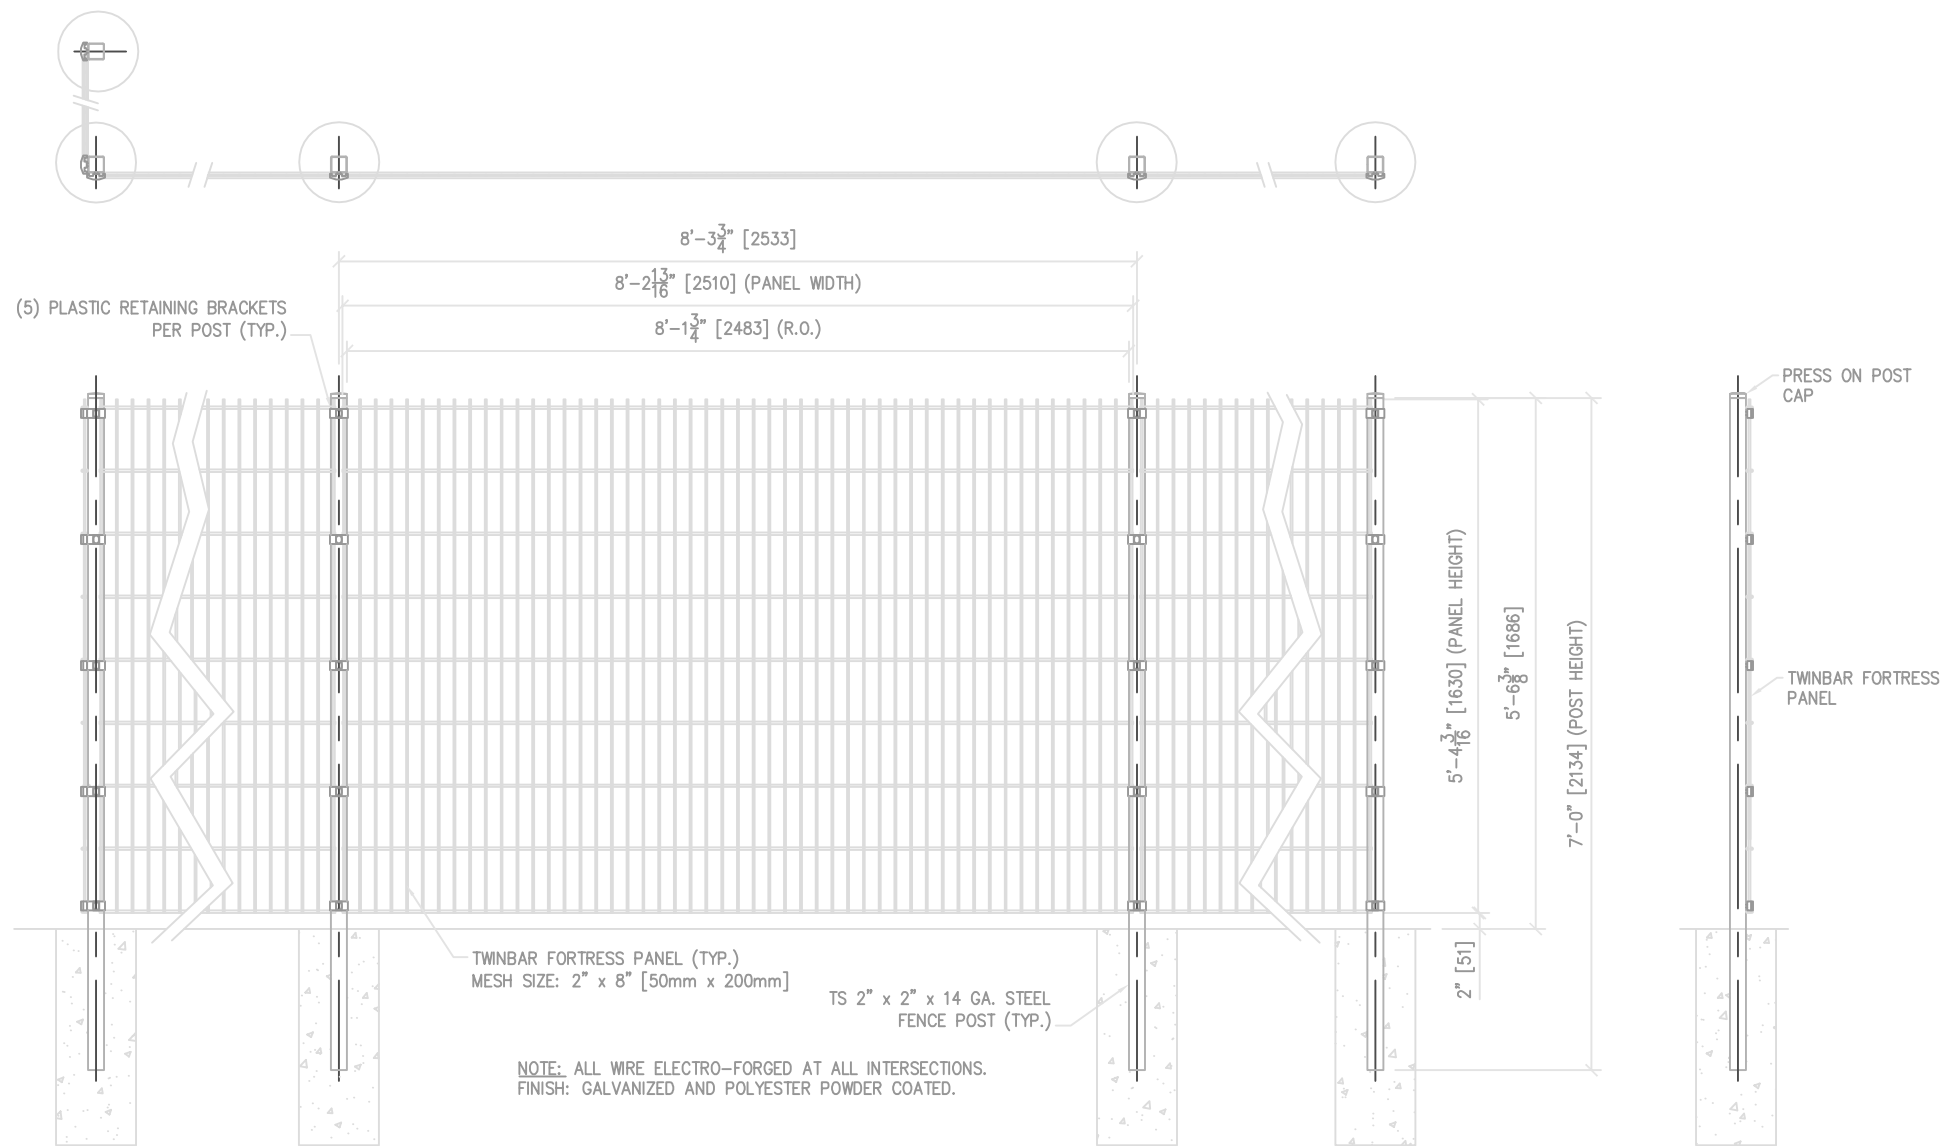 8'-3 3/4" [2533]
8'-2 13/16" [2510] (PANEL WIDTH)
8'-1 3/4" [2483] (R.O.)
(5) PLASTIC RETAINING BRACKETS
PER POST (TYP.)
PRESS ON POST
CAP
5'-4 3/16" [1630] (PANEL HEIGHT)
5'-6 3/8" [1686]
7'-0" [2134] (POST HEIGHT)
TWINBAR FORTRESS
PANEL
2" [51]
TWINBAR FORTRESS PANEL (TYP.)
MESH SIZE: 2" x 8" [50mm x 200mm]
TS 2" x 2" x 14 GA. STEEL
FENCE POST (TYP.)
NOTE: ALL WIRE ELECTRO-FORGED AT ALL INTERSECTIONS.
FINISH: GALVANIZED AND POLYESTER POWDER COATED.